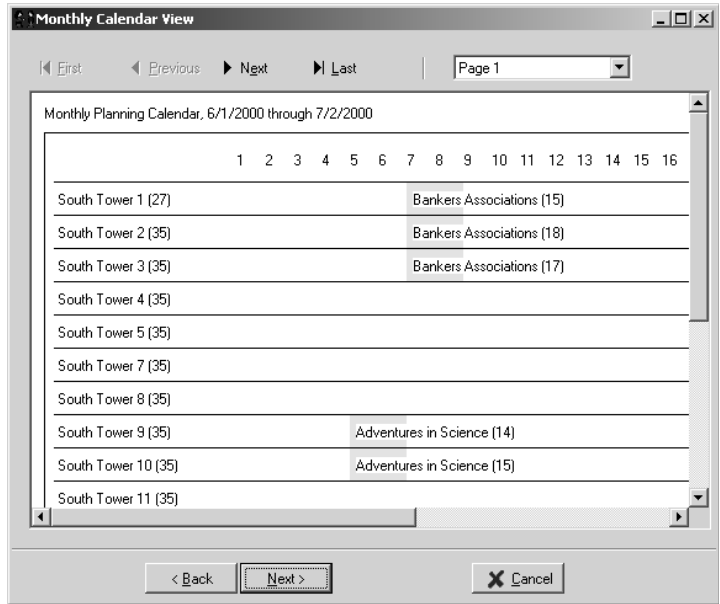 Monthly Calendar View
First Previous Next Last Page 1
Monthly Planning Calendar, 6/1/2000 through 7/2/2000
1 2 3 4 5 6 7 8 9 10 11 12 13 14 15 16
South Tower 1 (27) Bankers Associations (15)
South Tower 2 (35) Bankers Associations (18)
South Tower 3 (35) Bankers Associations (17)
South Tower 4 (35)
South Tower 5 (35)
South Tower 7 (35)
South Tower 8 (35)
South Tower 9 (35) Adventures in Science (14)
South Tower 10 (35) Adventures in Science (15)
South Tower 11 (35)
< Back Next > Cancel